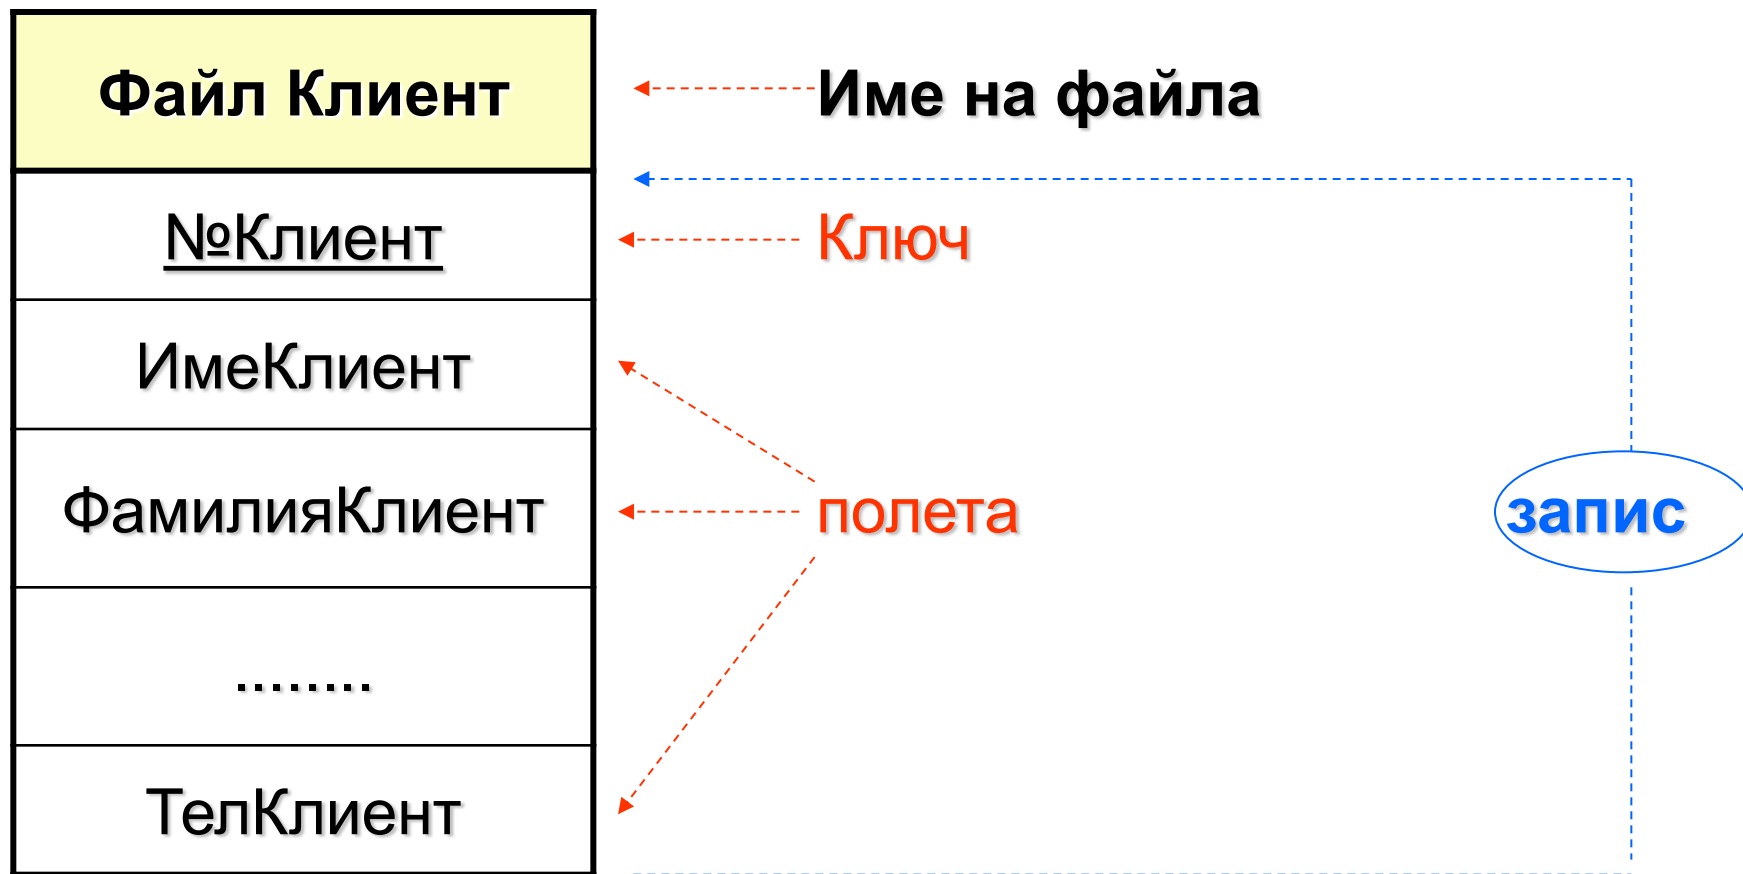 Файл Клиент
Име на файла
№Клиент
Ключ
ИмеКлиент
ФамилияКлиент
полета
запис
........
ТелКлиент